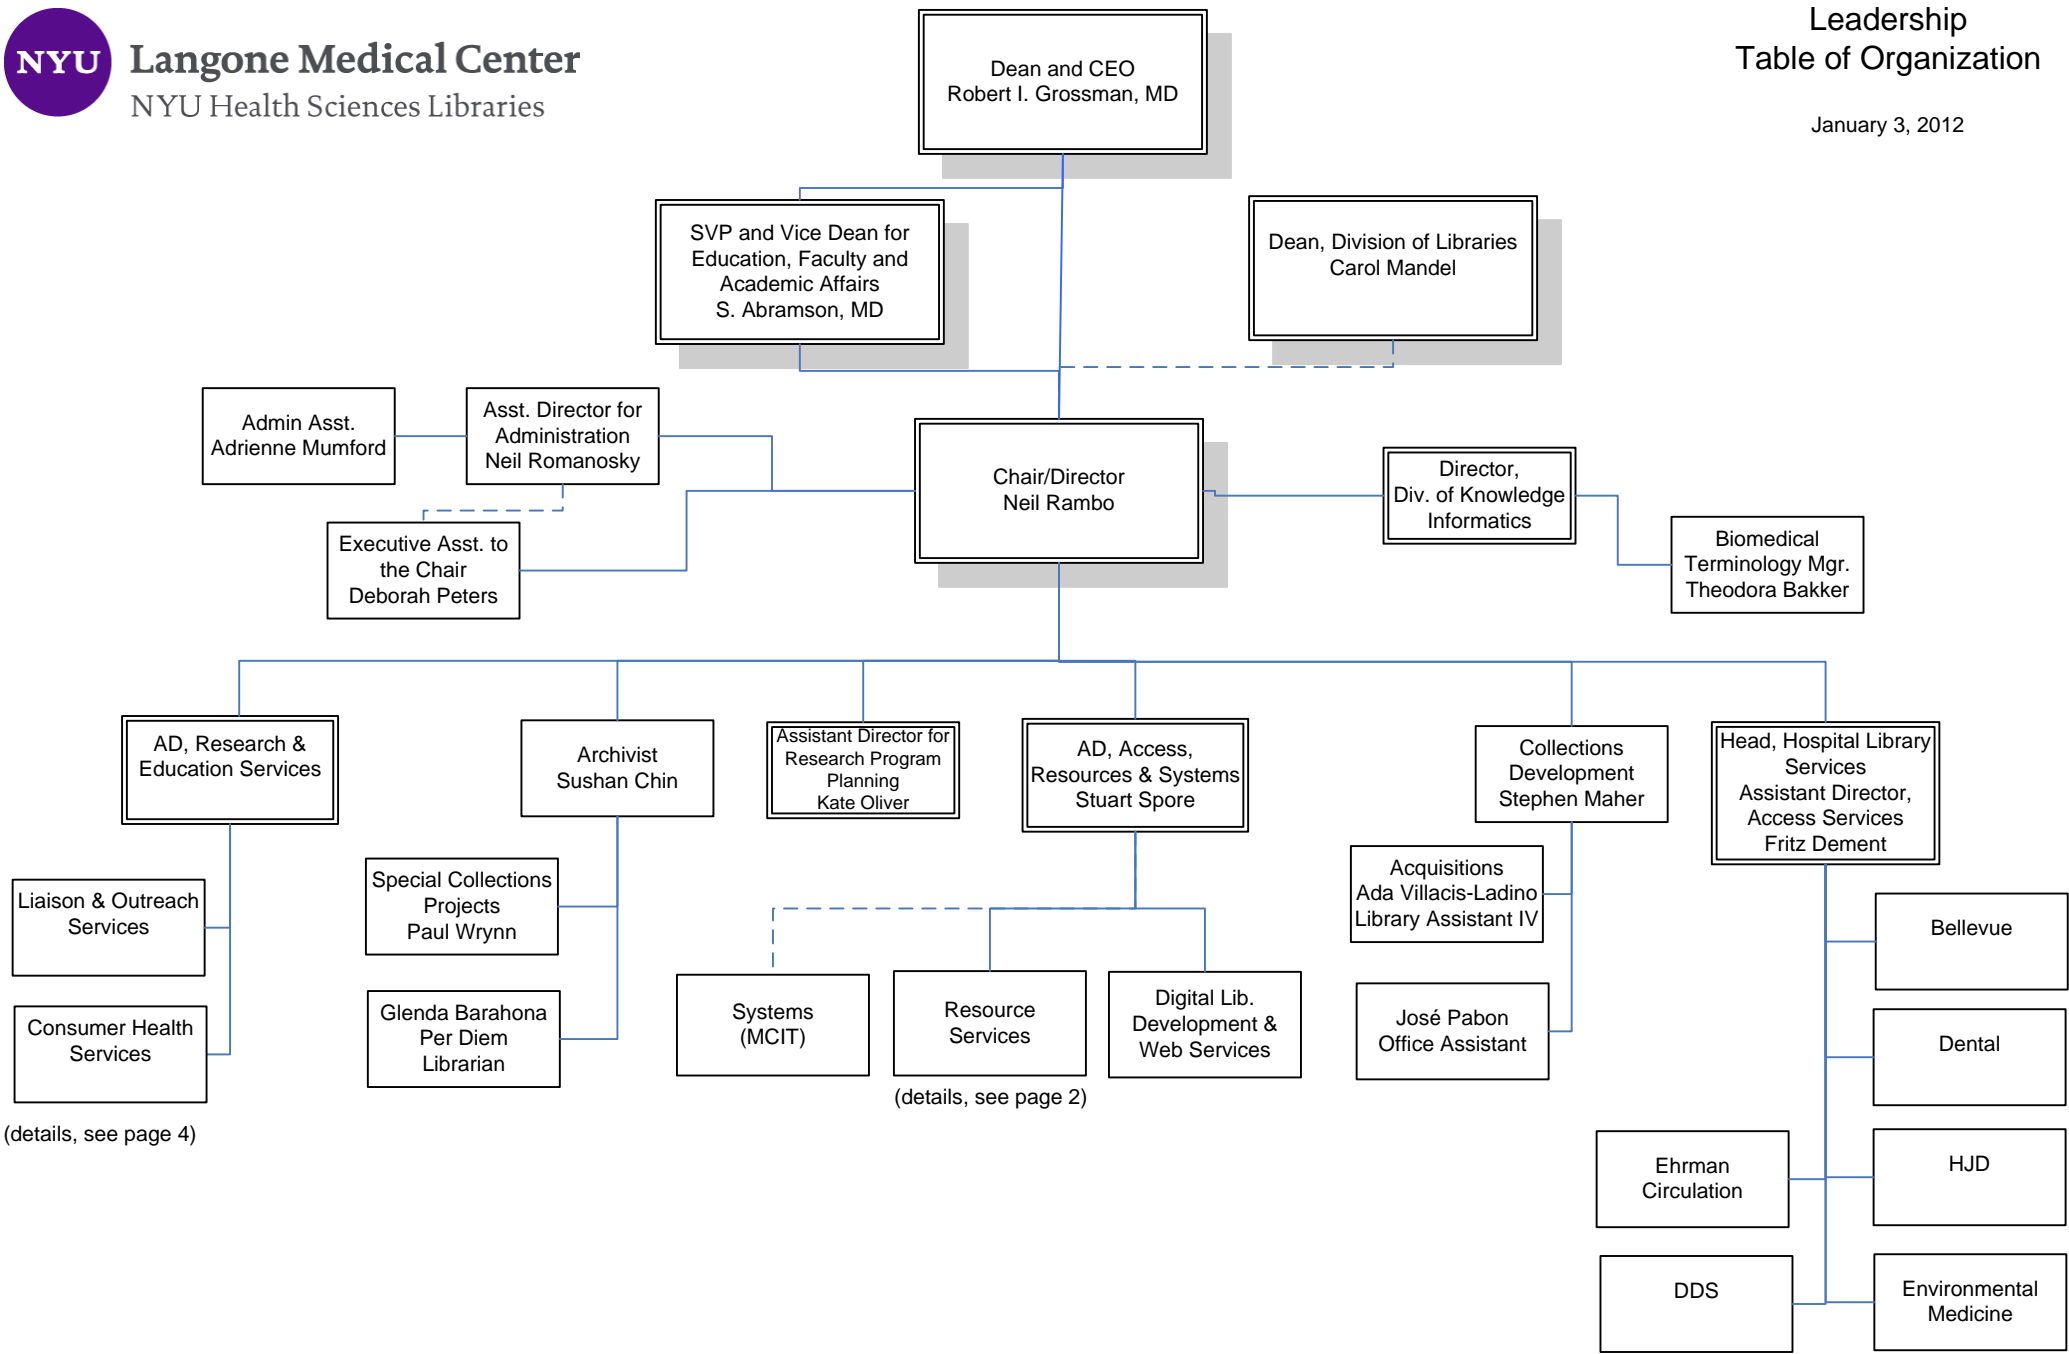 NYU
Langone Medical Center
NYU Health Sciences Libraries
Leadership
Table of Organization
January 3, 2012
Dean and CEO
Robert I. Grossman, MD
SVP and Vice Dean for
Education, Faculty and
Academic Affairs
S. Abramson, MD
Dean, Division of Libraries
Carol Mandel
Admin Asst.
Adrienne Mumford
Asst. Director for
Administration
Neil Romanosky
Executive Asst. to
the Chair
Deborah Peters
Chair/Director
Neil Rambo
Director,
Div. of Knowledge
Informatics
Biomedical
Terminology Mgr.
Theodora Bakker
AD, Research &
Education Services
Liaison & Outreach
Services
Consumer Health
Services
(details, see page 4)
Archivist
Sushan Chin
Special Collections
Projects
Paul Wrynn
Glenda Barahona
Per Diem
Librarian
Assistant Director for
Research Program
Planning
Kate Oliver
AD, Access,
Resources & Systems
Stuart Spore
Systems
(MCIT)
Resource
Services
(details, see page 2)
Digital Lib.
Development &
Web Services
Collections
Development
Stephen Maher
Acquisitions
Ada Villacis-Ladino
Library Assistant IV
José Pabon
Office Assistant
Head, Hospital Library
Services
Assistant Director,
Access Services
Fritz Dement
Bellevue
Dental
Ehrman
Circulation
HJD
DDS
Environmental
Medicine